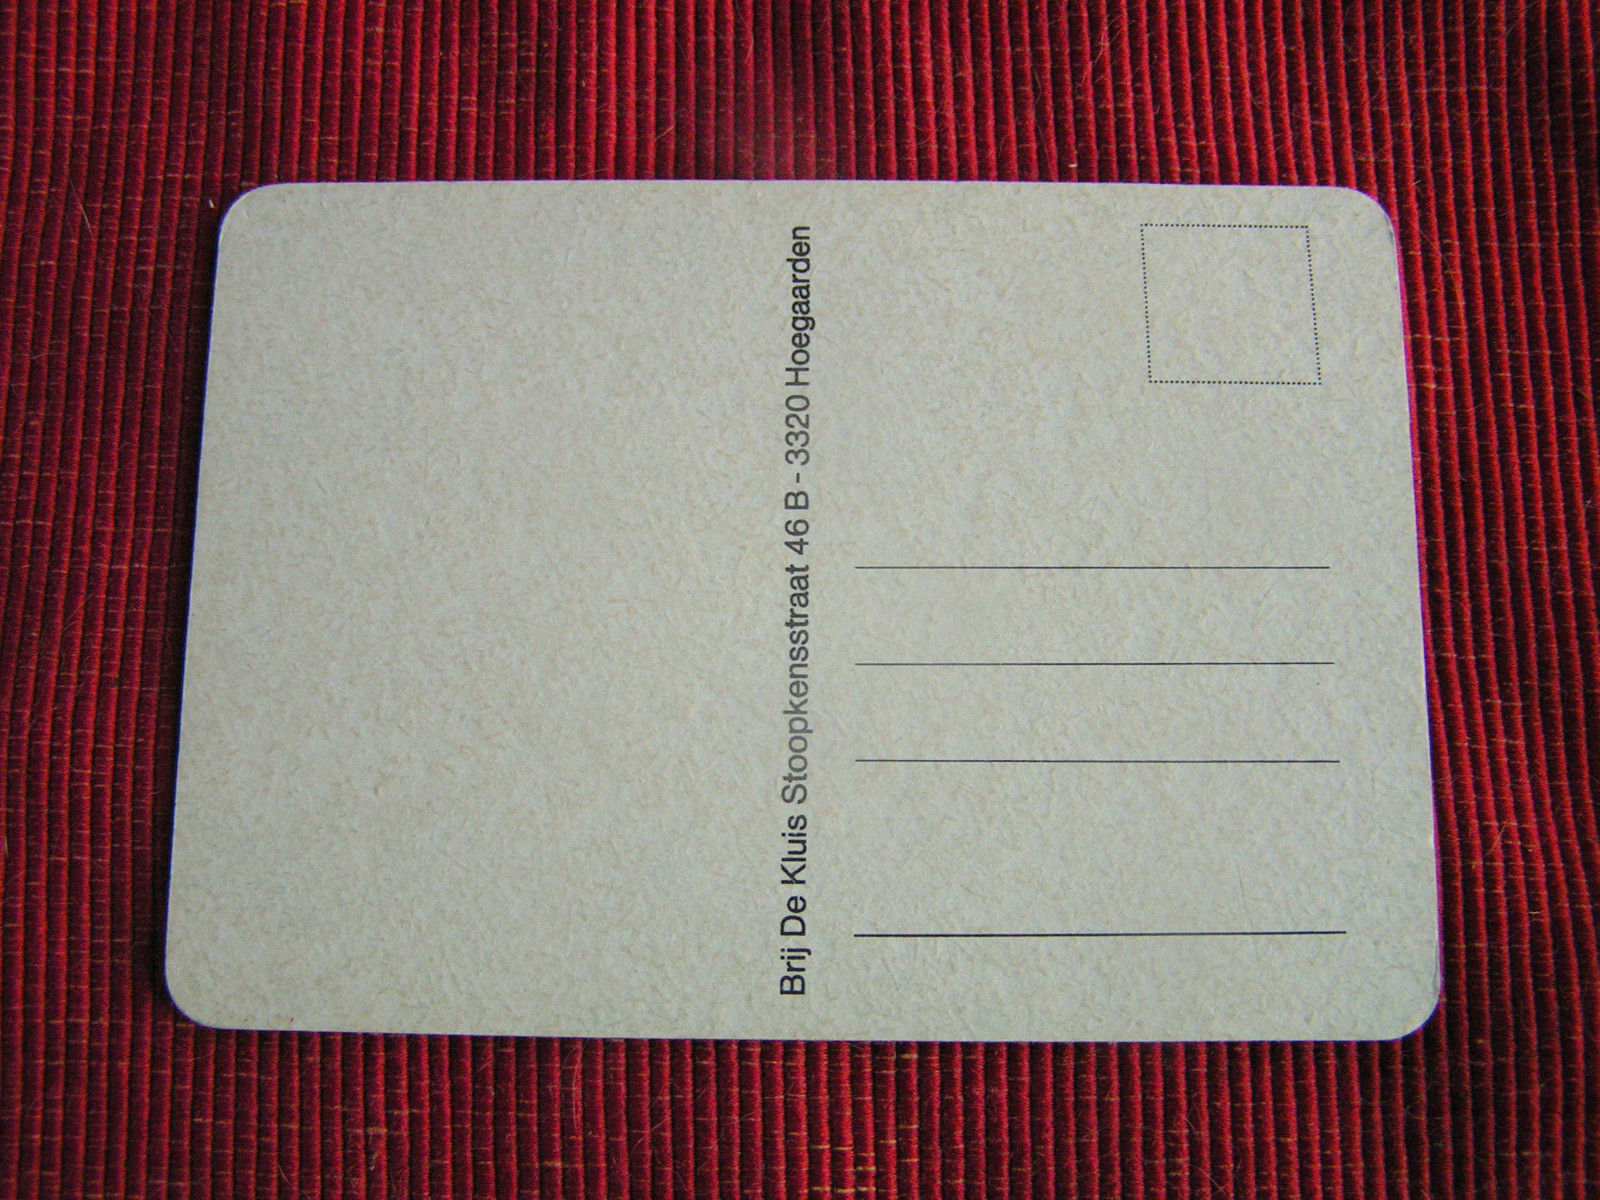 Brij De Kluis Stoopkensstraat 46 B - 3320 Hoegaarden